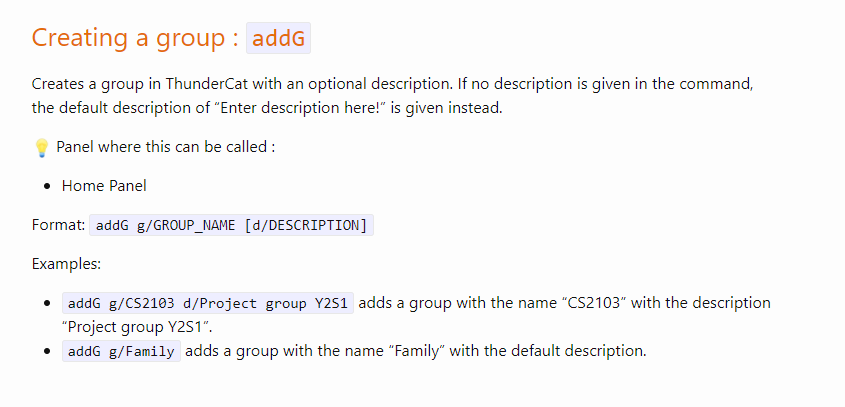 Creating a group : addG
Creates a group in ThunderCat with an optional description. If no description is given in the command,
the default description of “Enter description here!” is given instead.
Panel where this can be called :
Home Panel
Format: addG g/GROUP_NAME [d/DESCRIPTION]
Examples:
addG g/CS2103 d/Project group Y2S1 adds a group with the name “CS2103” with the description
“Project group Y2S1”.
addG g/Family adds a group with the name “Family” with the default description.